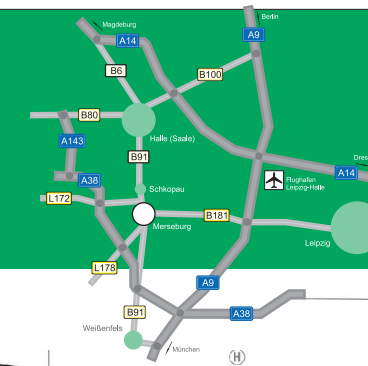 Magdeburg
Berlin
A14
A9
B6
B100
B80
Halle (Saale)
A143
B91
A38
Schkopau
Flughafen
Leipzig-Halle
Dres
A14
L172
B181
Merseburg
Leipzig
L178
A9
B91
A38
Weißenfels
München
H